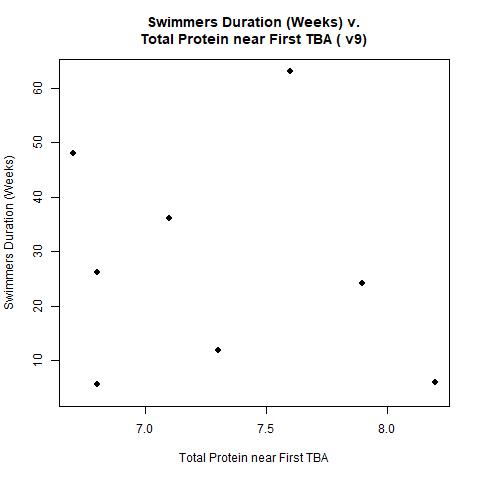 Swimmers Duration (Weeks) v.
Total Protein near First TBA ( v9)
Swimmers Duration (Weeks)
60
50
40
30
20
10
7.0 7.5 8.0
Total Protein near First TBA